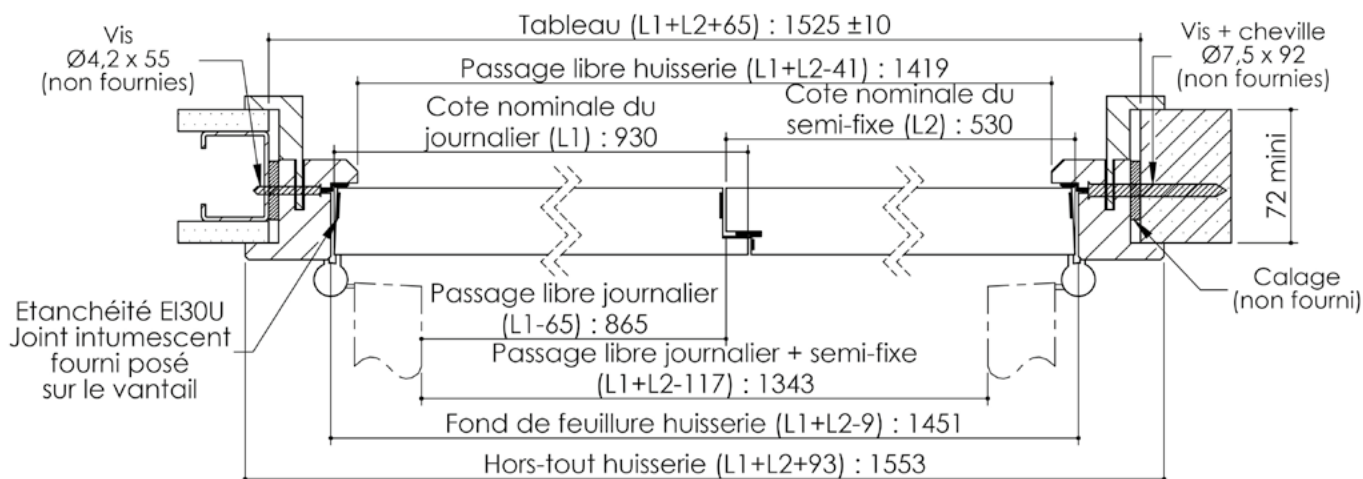 Tableau (L1+L2+65) : 1525 ±10
Vis
Ø4,2 x 55
(non fournies)
Vis + cheville
Ø7,5 x 92
(non fournies)
Passage libre huisserie (L1+L2-41) : 1419
Cote nominale du
journalier (L1) : 930
Cote nominale du
semi-fixe (L2) : 530
72 mini
Etanchéité EI30U
Joint intumescent
fourni posé
sur le vantail
Calage
(non fourni)
Passage libre journalier
(L1-65) : 865
Passage libre journalier + semi-fixe
(L1+L2-117) : 1343
Fond de feuillure huisserie (L1+L2-9) : 1451
Hors-tout huisserie (L1+L2+93) : 1553